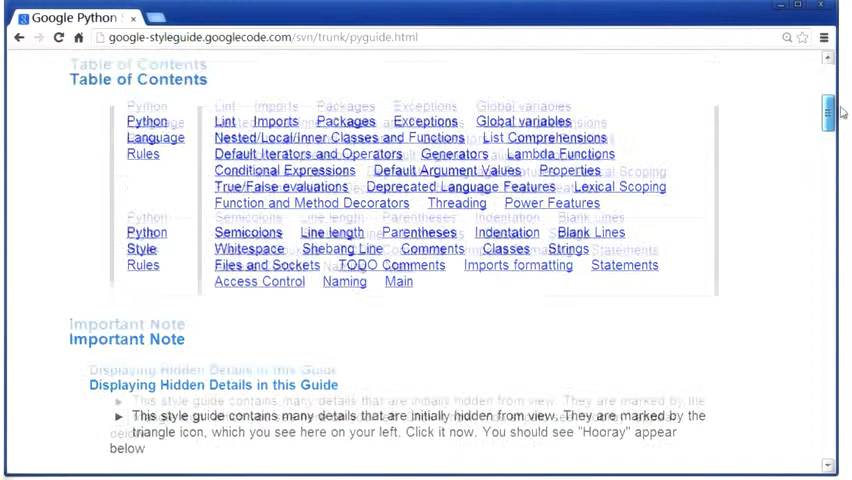 Google Python S
google-styleguide.googlecode.com/svn/trunk/pyguide.html
Table of Contents
Python Lint Imports Packages Exceptions Global variables
Language Nested/Local/Inner Classes and Functions List Comprehensions
Rules Default Iterators and Operators Generators Lambda Functions
Conditional Expressions Default Argument Values Properties
True/False evaluations Deprecated Language Features Lexical Scoping
Function and Method Decorators Threading Power Features
Python Semicolons Line length Parentheses Indentation Blank Lines
Style Whitespace Shebang Line Comments Classes Strings
Rules Files and Sockets TODO Comments Imports formatting Statements
Access Control Naming Main
Important Note
Displaying Hidden Details in this Guide
This style guide contains many details that are initially hidden from view. They are marked by the
triangle icon, which you see here on your left. Click it now. You should see "Hooray" appear
below